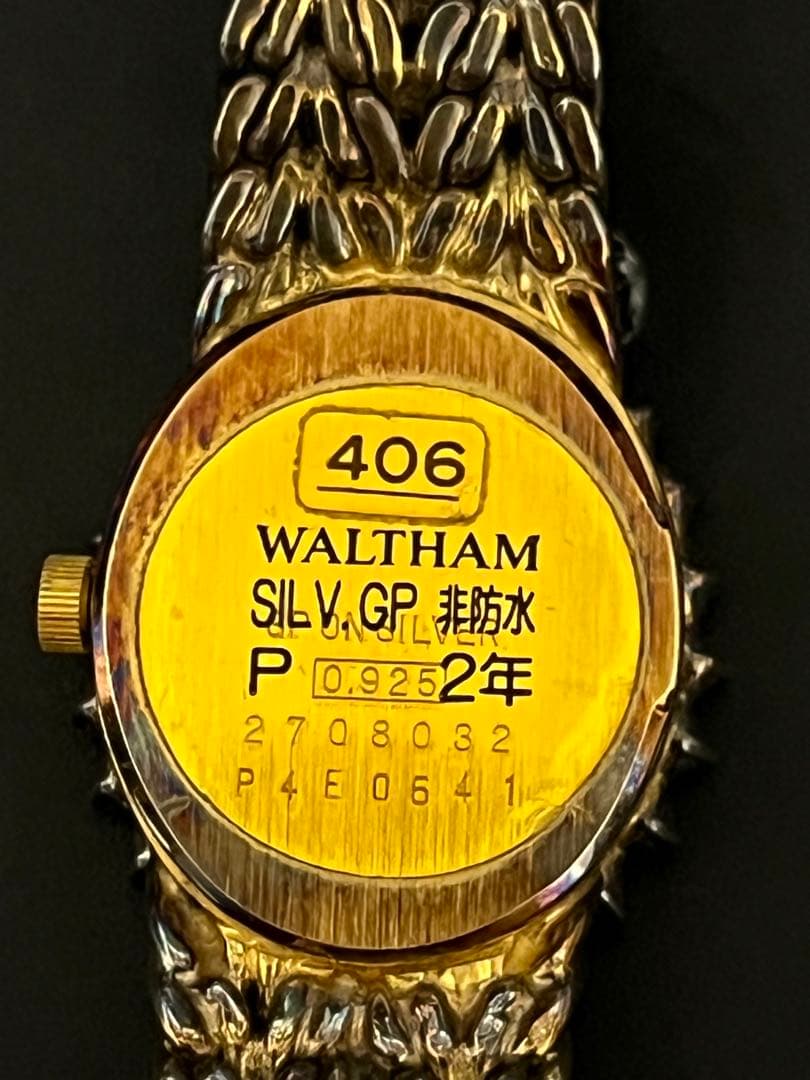 406
WALTHAM
SILV.GP 非防水
GP ON SILVER
P 0.925 2年
2708032
P4E0641